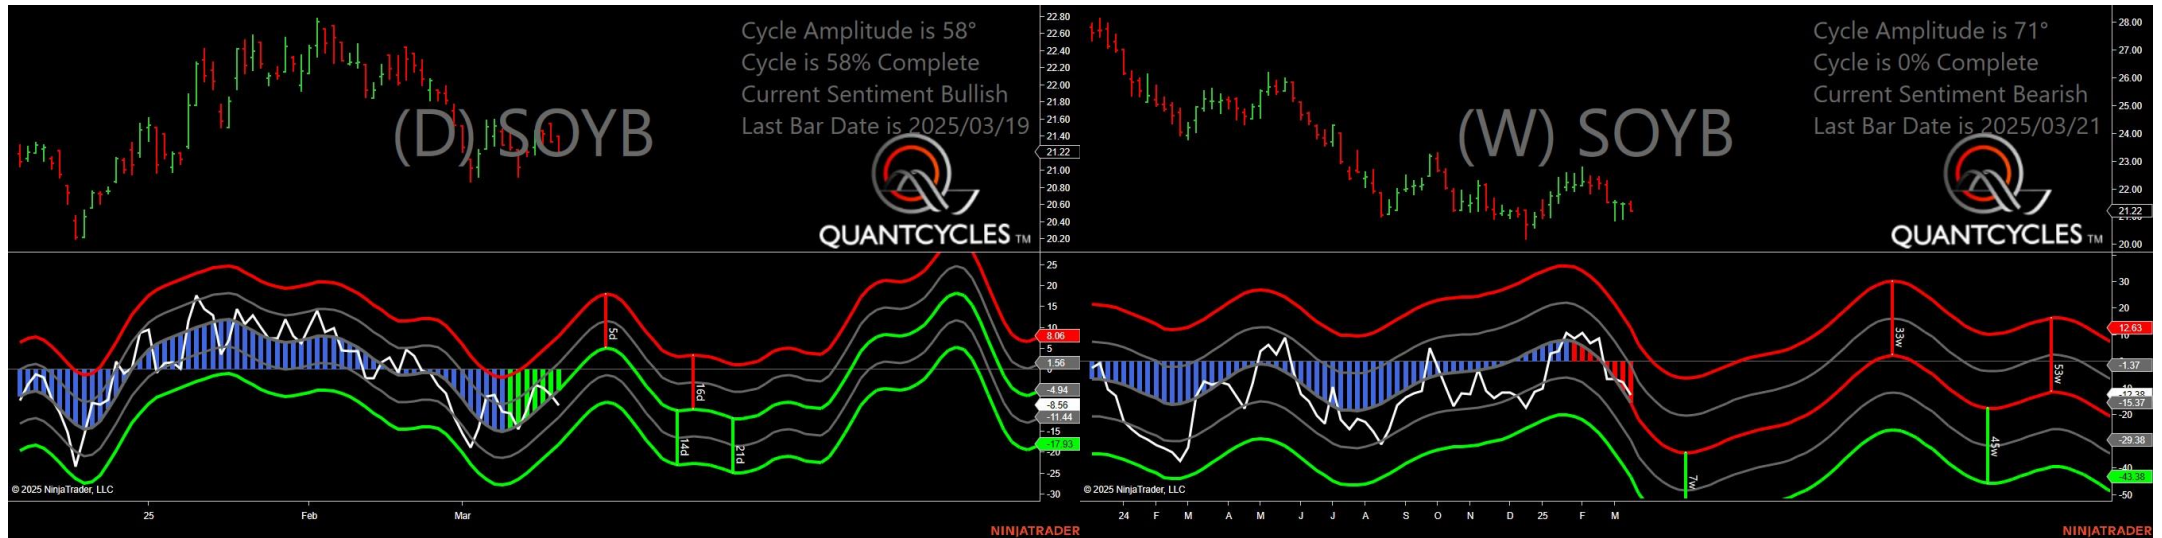 Cycle Amplitude is 58°
Cycle is 58% Complete
Current Sentiment Bullish
Last Bar Date is 2025/03/19
(D) SOYB
QUANTCYCLES TM
22.80
22.60
22.40
22.20
22.00
21.80
21.60
21.40
21.22
21.00
20.80
20.60
20.40
20.20
25
20
15
10
8.06
5
1.56
0
-4.94
-8.56
-11.44
-15
-17.93
-20
-25
-30
5d
16d
14d
21d
© 2025 NinjaTrader, LLC
25 Feb Mar
NINJATRADER
Cycle Amplitude is 71°
Cycle is 0% Complete
Current Sentiment Bearish
Last Bar Date is 2025/03/21
(W) SOYB
QUANTCYCLES TM
28.00
27.00
26.00
25.00
24.00
23.00
22.00
21.22
20.00
30
20
12.63
10
-1.37
-15.37
-20
-29.38
-40
-43.38
-50
33w
53w
45w
7w
© 2025 NinjaTrader, LLC
24 F M A M J J A S O N D 25 F M
NINJATRADER